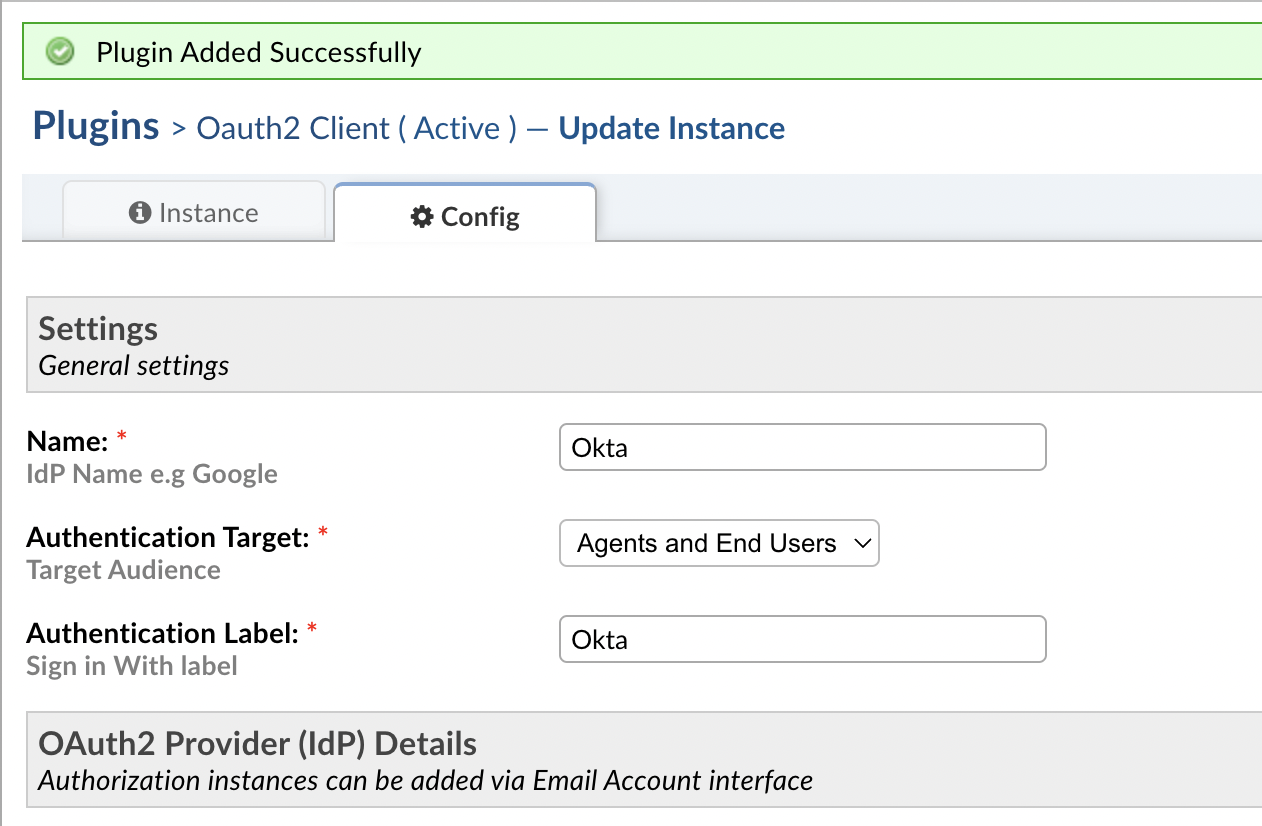 Plugin Added Successfully
Plugins > Oauth2 Client ( Active ) — Update Instance
Instance
Config
Settings
General settings
Name: *
Okta
IdP Name e.g Google
Authentication Target: *
Agents and End Users
Target Audience
Authentication Label: *
Okta
Sign in With label
OAuth2 Provider (IdP) Details
Authorization instances can be added via Email Account interface